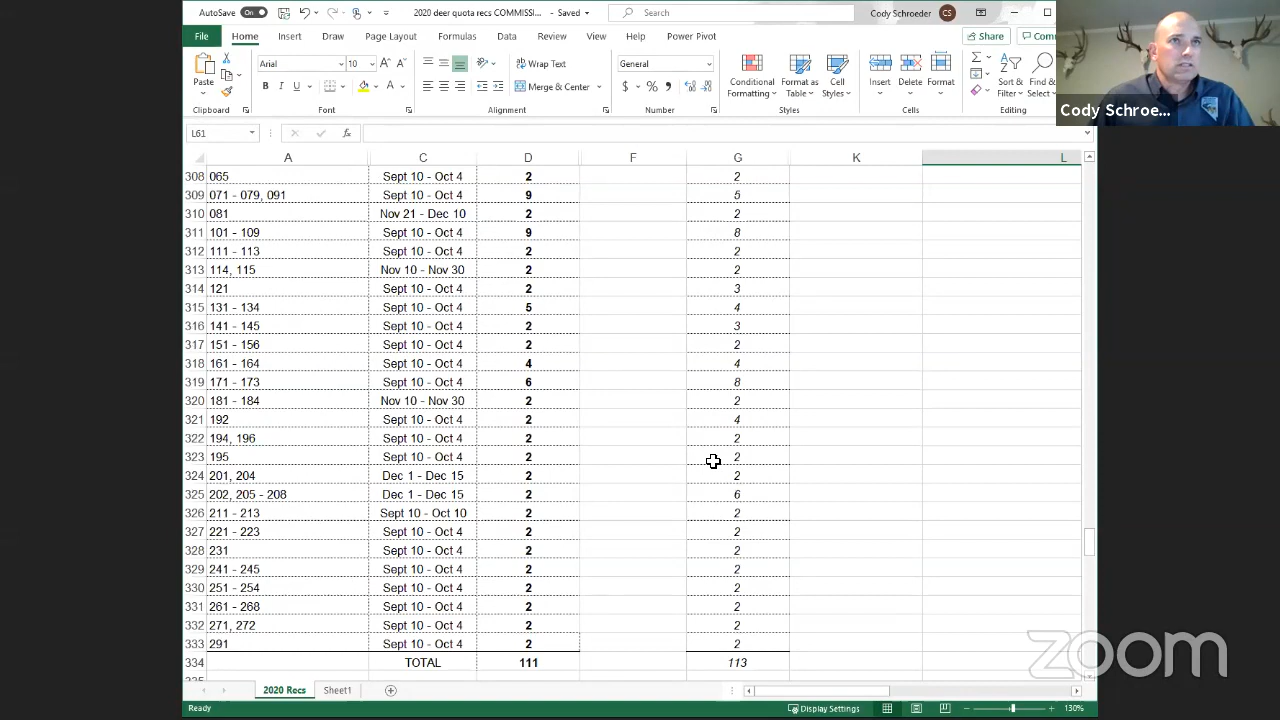 AutoSave On 2020 deer quota recs COMMISSI... - Saved Search Cody Schroeder CS
File Home Insert Draw Page Layout Formulas Data Review View Help Power Pivot Share
Paste Arial B I U A A A Wrap Text General
Merge & Center $ % Conditional Formatting Format as Table Cell Styles Insert Delete Format Sort & Filter Find & Select
Clipboard Font Alignment Number Styles Cells Editing
Cody Schroe...
L61 fx
A C D F G K L
308 065 Sept 10 - Oct 4 2 2
309 071 - 079, 091 Sept 10 - Oct 4 9 5
310 081 Nov 21 - Dec 10 2 2
311 101 - 109 Sept 10 - Oct 4 9 8
312 111 - 113 Sept 10 - Oct 4 2 2
313 114, 115 Nov 10 - Nov 30 2 2
314 121 Sept 10 - Oct 4 2 3
315 131 - 134 Sept 10 - Oct 4 5 4
316 141 - 145 Sept 10 - Oct 4 2 3
317 151 - 156 Sept 10 - Oct 4 2 2
318 161 - 164 Sept 10 - Oct 4 4 4
319 171 - 173 Sept 10 - Oct 4 6 8
320 181 - 184 Nov 10 - Nov 30 2 2
321 192 Sept 10 - Oct 4 2 4
322 194, 196 Sept 10 - Oct 4 2 2
323 195 Sept 10 - Oct 4 2 2
324 201, 204 Dec 1 - Dec 15 2 2
325 202, 205 - 208 Dec 1 - Dec 15 2 6
326 211 - 213 Sept 10 - Oct 10 2 2
327 221 - 223 Sept 10 - Oct 4 2 2
328 231 Sept 10 - Oct 4 2 2
329 241 - 245 Sept 10 - Oct 4 2 2
330 251 - 254 Sept 10 - Oct 4 2 2
331 261 - 268 Sept 10 - Oct 4 2 2
332 271, 272 Sept 10 - Oct 4 2 2
333 291 Sept 10 - Oct 4 2 2
334 TOTAL 111 113
zoom
2020 Recs Sheet1
Ready Display Settings 130%